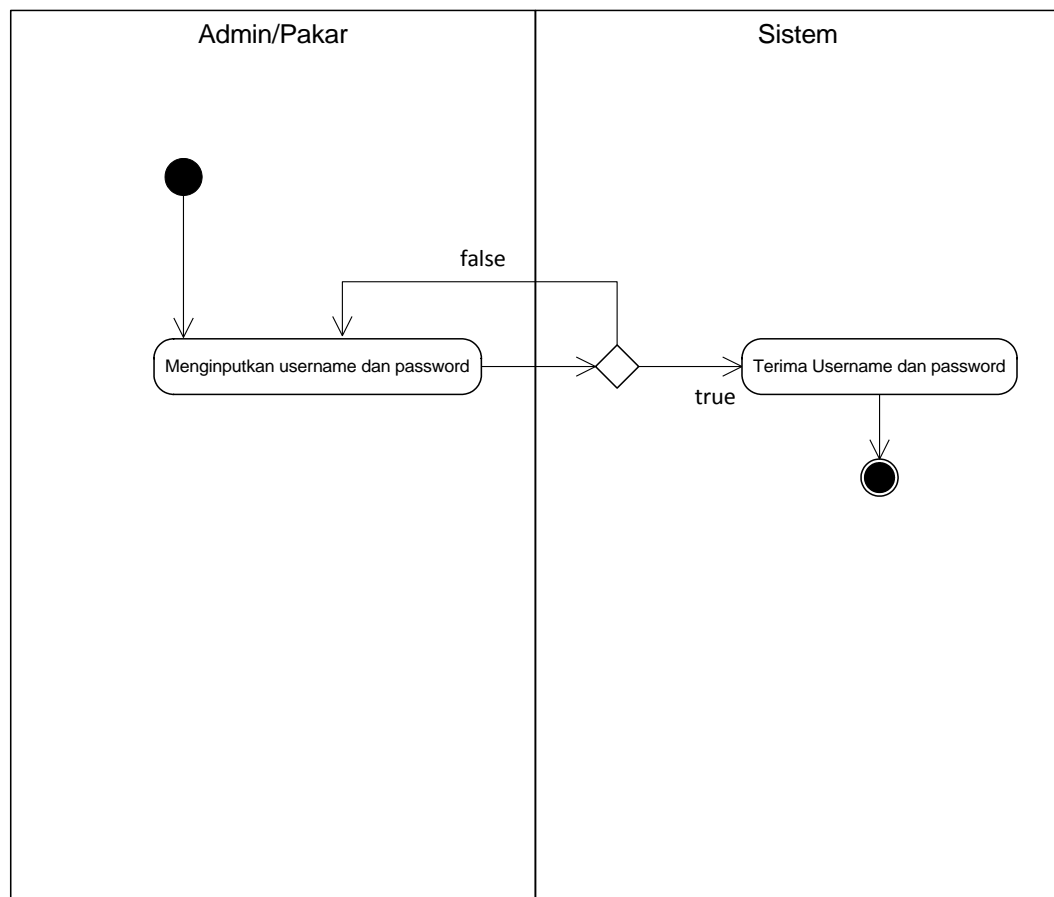 Admin/Pakar
Sistem
false
Menginputkan username dan password
Terima Username dan password
true